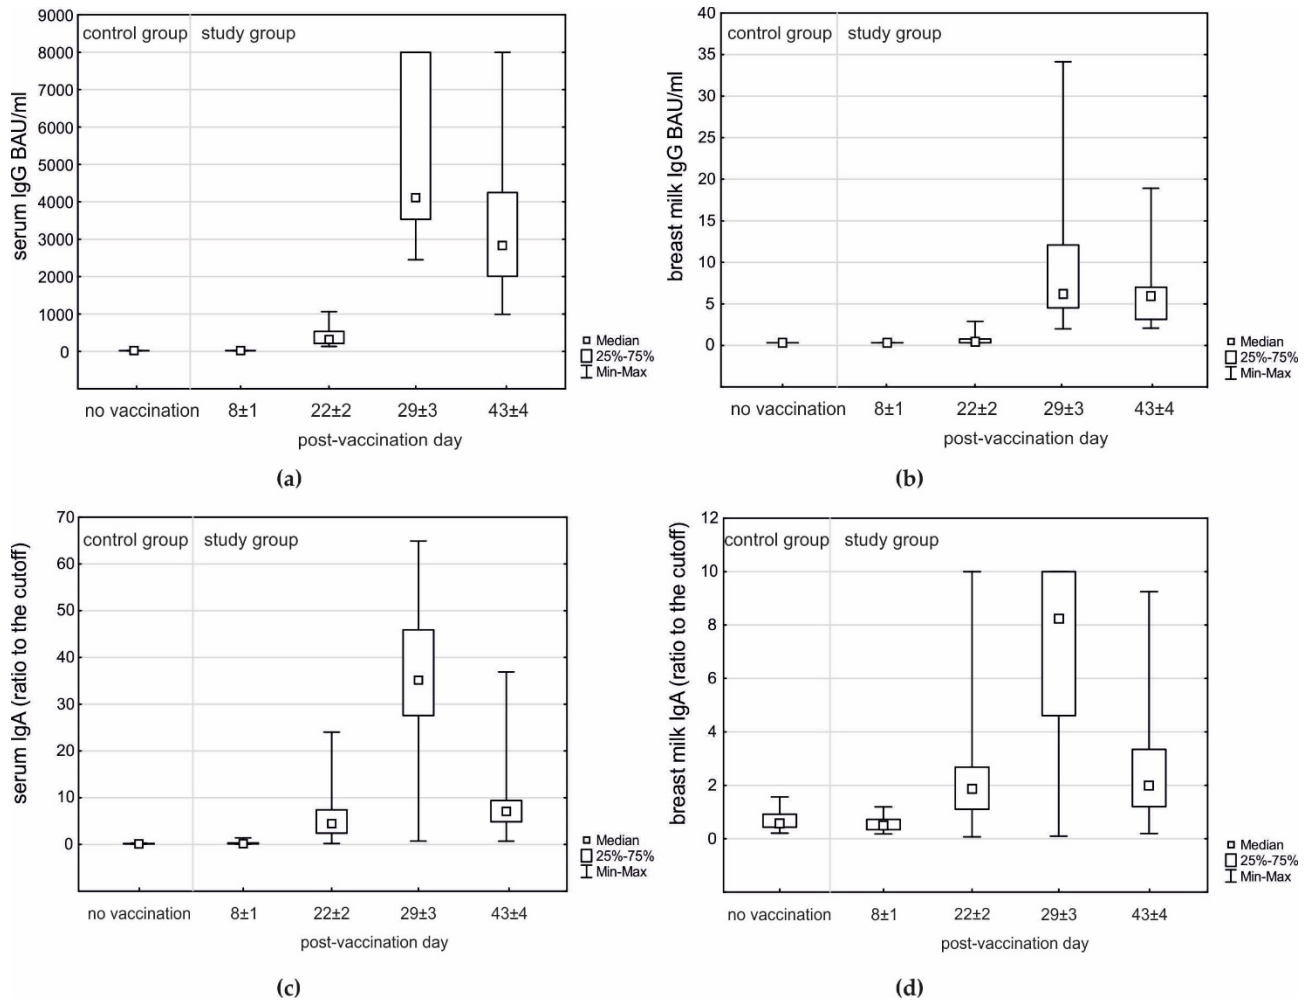 9000
control group study group
8000
7000
6000
5000
4000
3000
2000
1000
0
serum IgG BAU/ml
Median
25%-75%
Min-Max
no vaccination 8±1 22±2 29±3 43±4
post-vaccination day
(a)
40
control group study group
35
30
25
20
15
10
5
0
breast milk IgG BAU/ml
Median
25%-75%
Min-Max
no vaccination 8±1 22±2 29±3 43±4
post-vaccination day
(b)
70
control group study group
60
50
40
30
20
10
0
serum IgA (ratio to the cutoff)
Median
25%-75%
Min-Max
no vaccination 8±1 22±2 29±3 43±4
post-vaccination day
(c)
12
control group study group
10
8
6
4
2
0
breast milk IgA (ratio to the cutoff)
Median
25%-75%
Min-Max
no vaccination 8±1 22±2 29±3 43±4
post-vaccination day
(d)